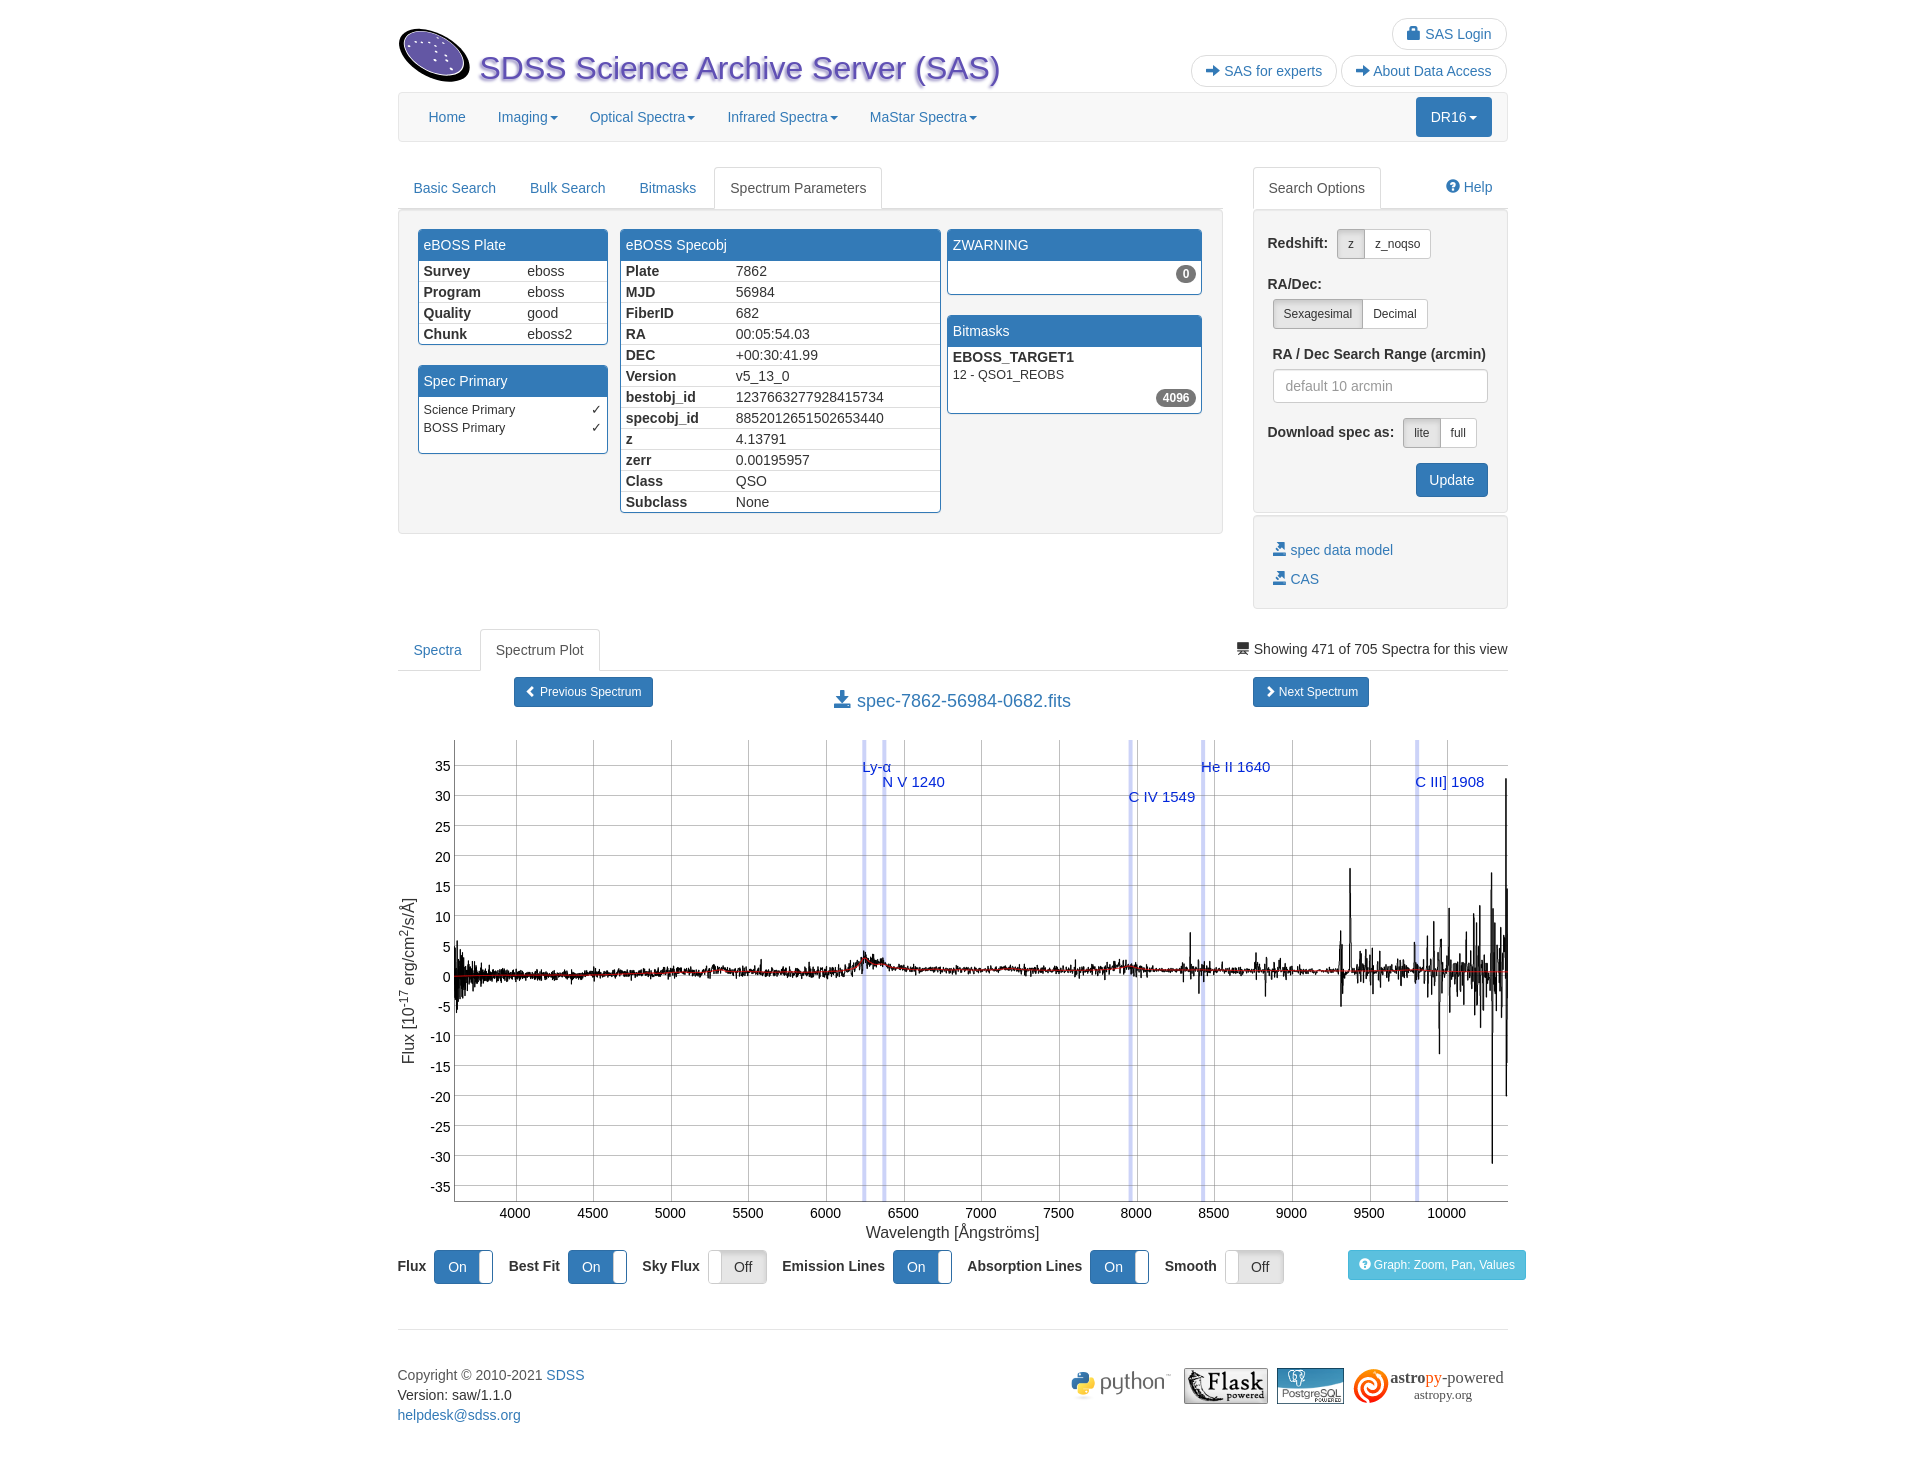 SAS Login
SDSS Science Archive Server (SAS)
SAS for experts
About Data Access
Home Imaging Optical Spectra Infrared Spectra MaStar Spectra DR16
Basic Search Bulk Search Bitmasks Spectrum Parameters
Search Options Help
eBOSS Plate
Survey eboss
Program eboss
Quality good
Chunk eboss2
Spec Primary
Science Primary ✓
BOSS Primary ✓
eBOSS Specobj
Plate 7862
MJD 56984
FiberID 682
RA 00:05:54.03
DEC +00:30:41.99
Version v5_13_0
bestobj_id 1237663277928415734
specobj_id 8852012651502653440
z 4.13791
zerr 0.00195957
Class QSO
Subclass None
ZWARNING
0
Bitmasks
EBOSS_TARGET1
12 - QSO1_REOBS
4096
Redshift: z z_noqso
RA/Dec:
Sexagesimal Decimal
RA / Dec Search Range (arcmin)
default 10 arcmin
Download spec as: lite full
Update
spec data model
CAS
Spectra Spectrum Plot
Showing 471 of 705 Spectra for this view
Previous Spectrum
spec-7862-56984-0682.fits
Next Spectrum
Ly-α
N V 1240
C IV 1549
He II 1640
C III] 1908
35
30
25
20
15
10
5
0
-5
-10
-15
-20
-25
-30
-35
Flux [10-17 erg/cm2/s/Å]
4000 4500 5000 5500 6000 6500 7000 7500 8000 8500 9000 9500 10000
Wavelength [Ångströms]
Flux On Best Fit On Sky Flux Off Emission Lines On Absorption Lines On Smooth Off
Graph: Zoom, Pan, Values
Copyright © 2010-2021 SDSS
Version: saw/1.1.0
helpdesk@sdss.org
python
Flask
powered
PostgreSQL
POWERED
astropy-powered
astropy.org